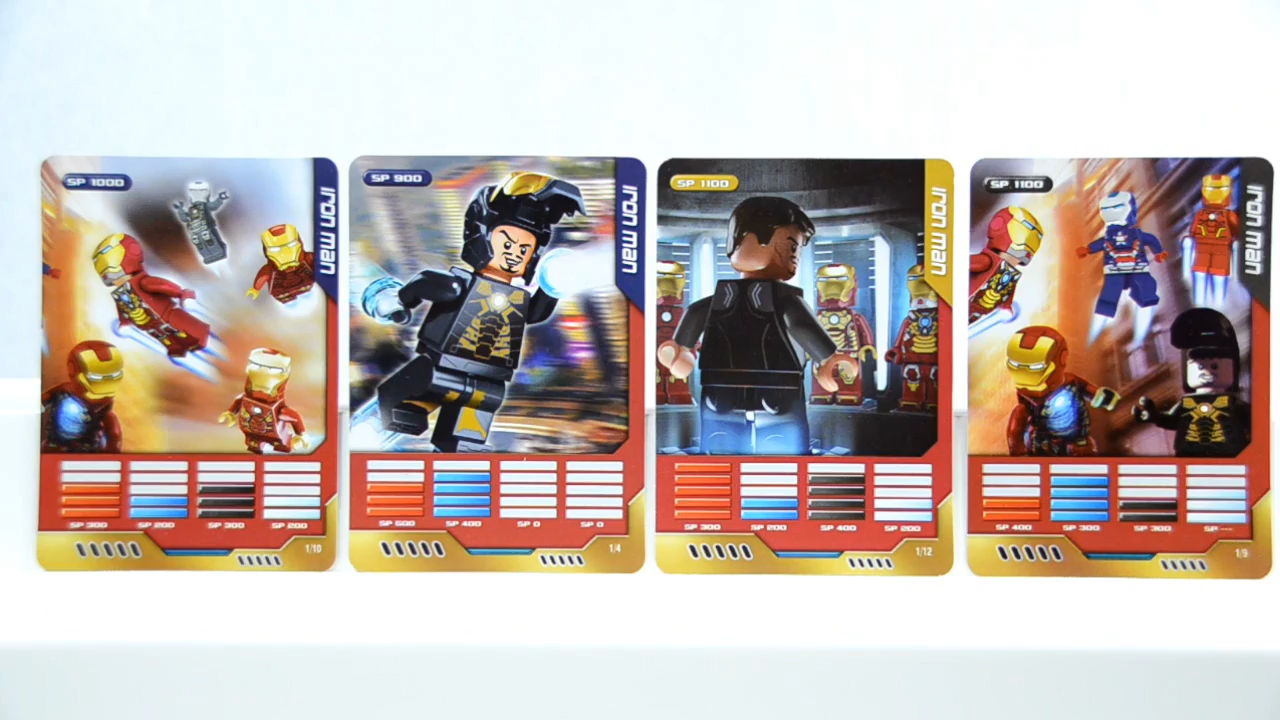 SP 1000
IRON MAN
SP 300 SP 200 SP 300 SP 200
1/10
SP 900
IRON MAN
SP 500 SP 400 SP 0 SP 0
1/4
SP 1100
IRON MAN
SP 300 SP 200 SP 400 SP 200
1/12
SP 1100
IRON MAN
SP 400 SP 300 SP 300 SP
1/9